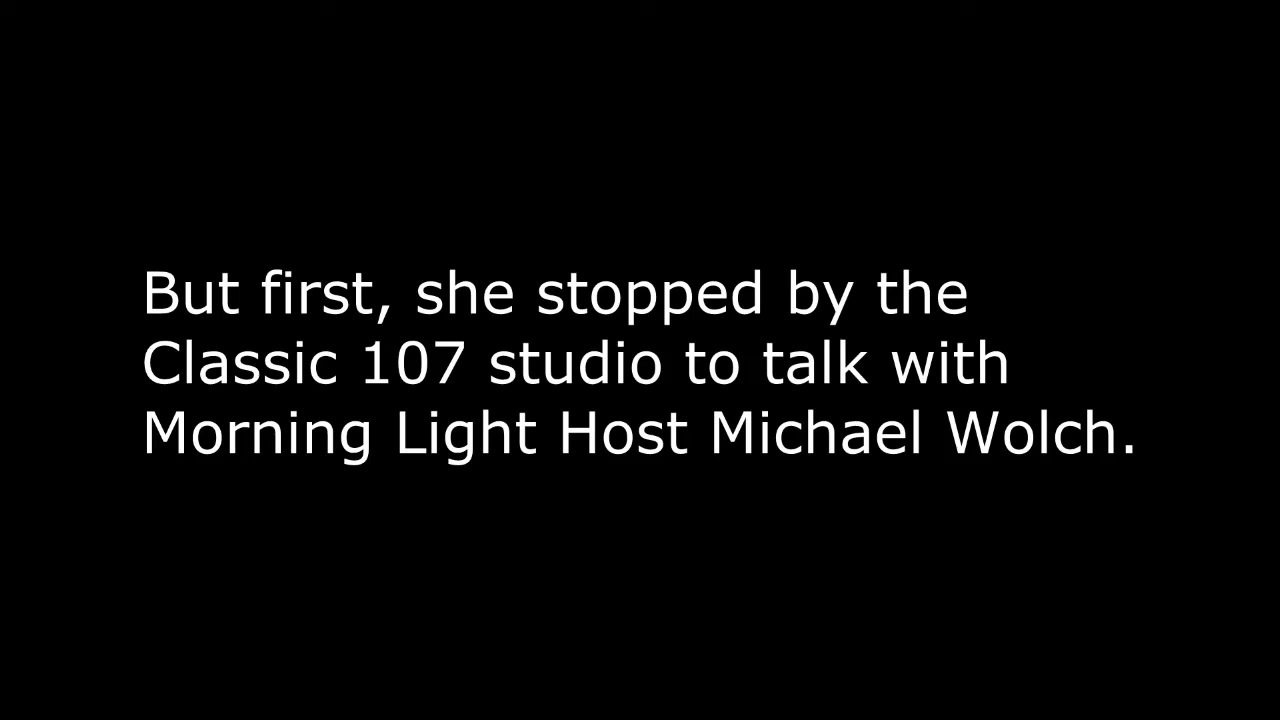 But first, she stopped by the
Classic 107 studio to talk with
Morning Light Host Michael Wolch.